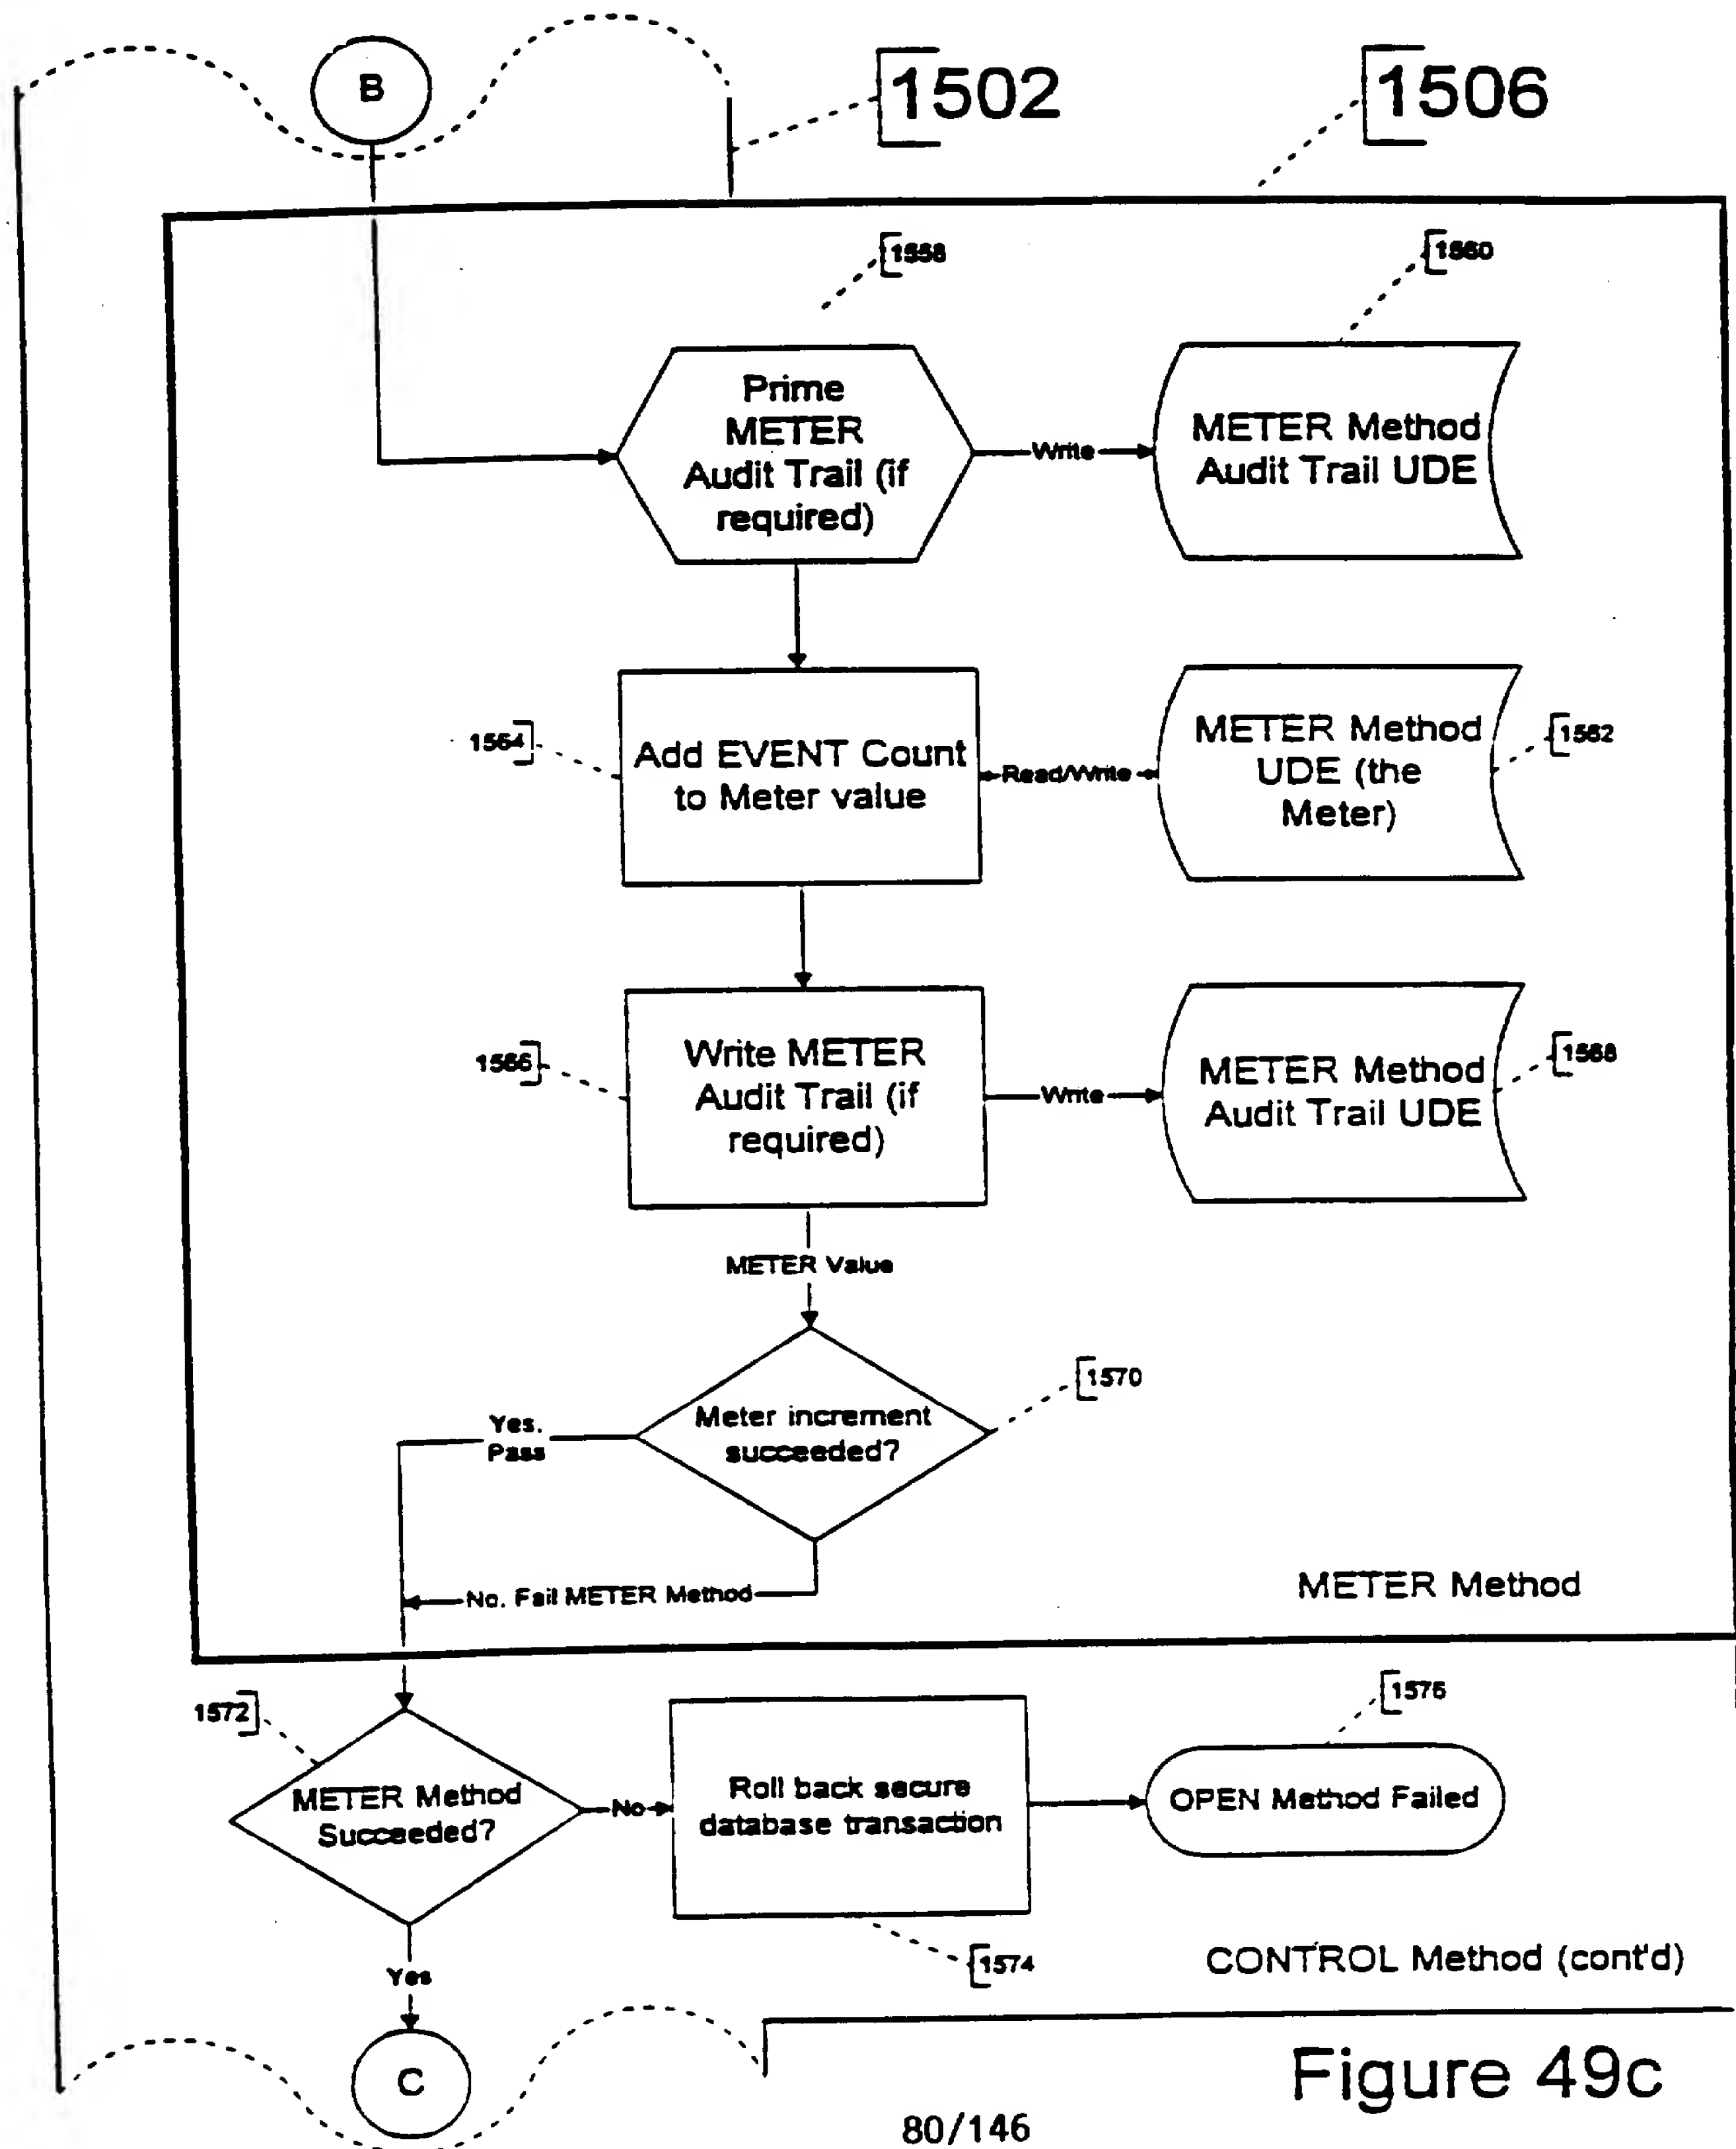 B
1502
1506
1558
1560
Prime
METER
Audit Trail (if
required)
Write
METER Method
Audit Trail UDE
1564
Add EVENT Count
to Meter value
Read/Write
METER Method
UDE (the
Meter)
1562
1566
Write METER
Audit Trail (if
required)
Write
METER Method
Audit Trail UDE
1568
METER Value
1570
Meter increment
succeeded?
Yes.
Pass
No. Fail METER Method
METER Method
1572
METER Method
Succeeded?
No
Roll back secure
database transaction
1576
OPEN Method Failed
1574
Yes
CONTROL Method (cont'd)
C
Figure 49c
80/146